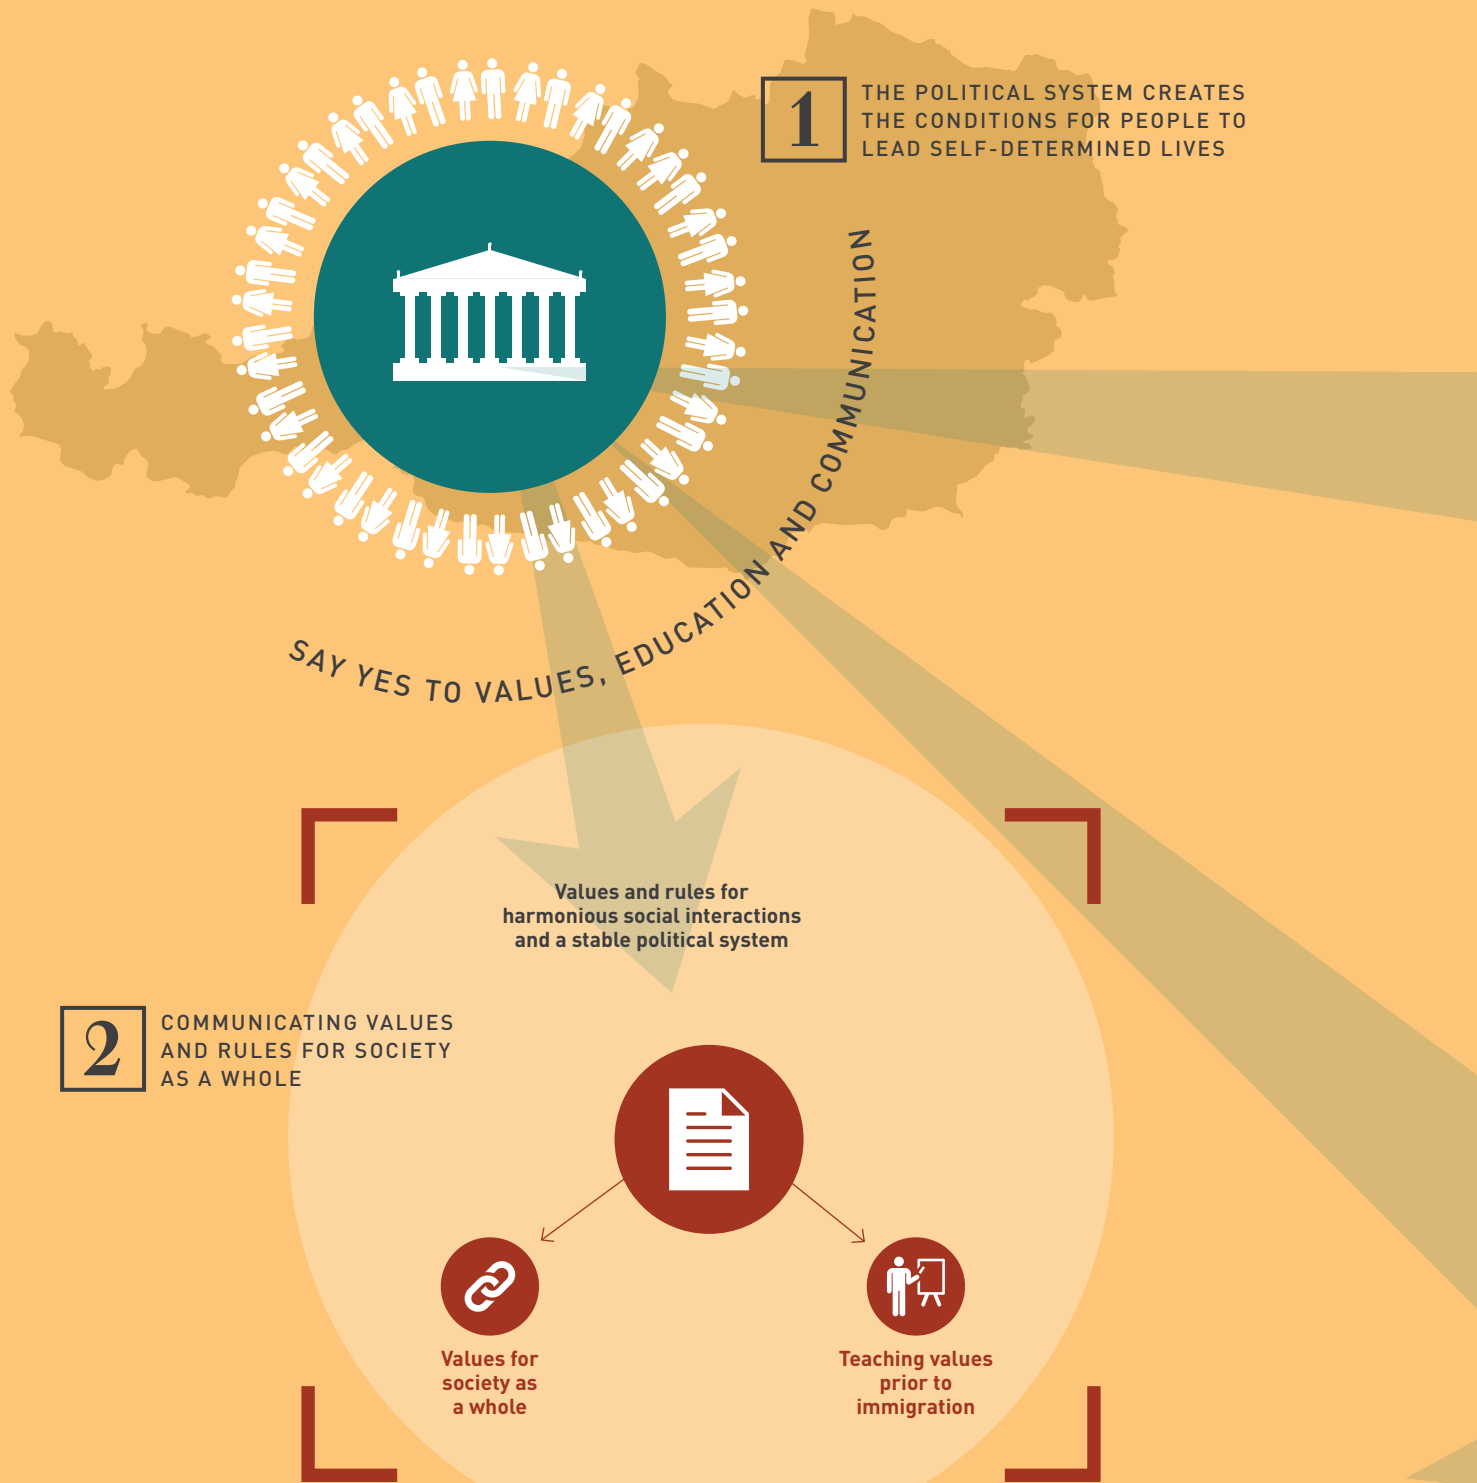 1
THE POLITICAL SYSTEM CREATES
THE CONDITIONS FOR PEOPLE TO
LEAD SELF-DETERMINED LIVES
SAY YES TO VALUES, EDUCATION AND COMMUNICATION
Values and rules for
harmonious social interactions
and a stable political system
2
COMMUNICATING VALUES
AND RULES FOR SOCIETY
AS A WHOLE
Values for
society as
a whole
Teaching values
prior to
immigration